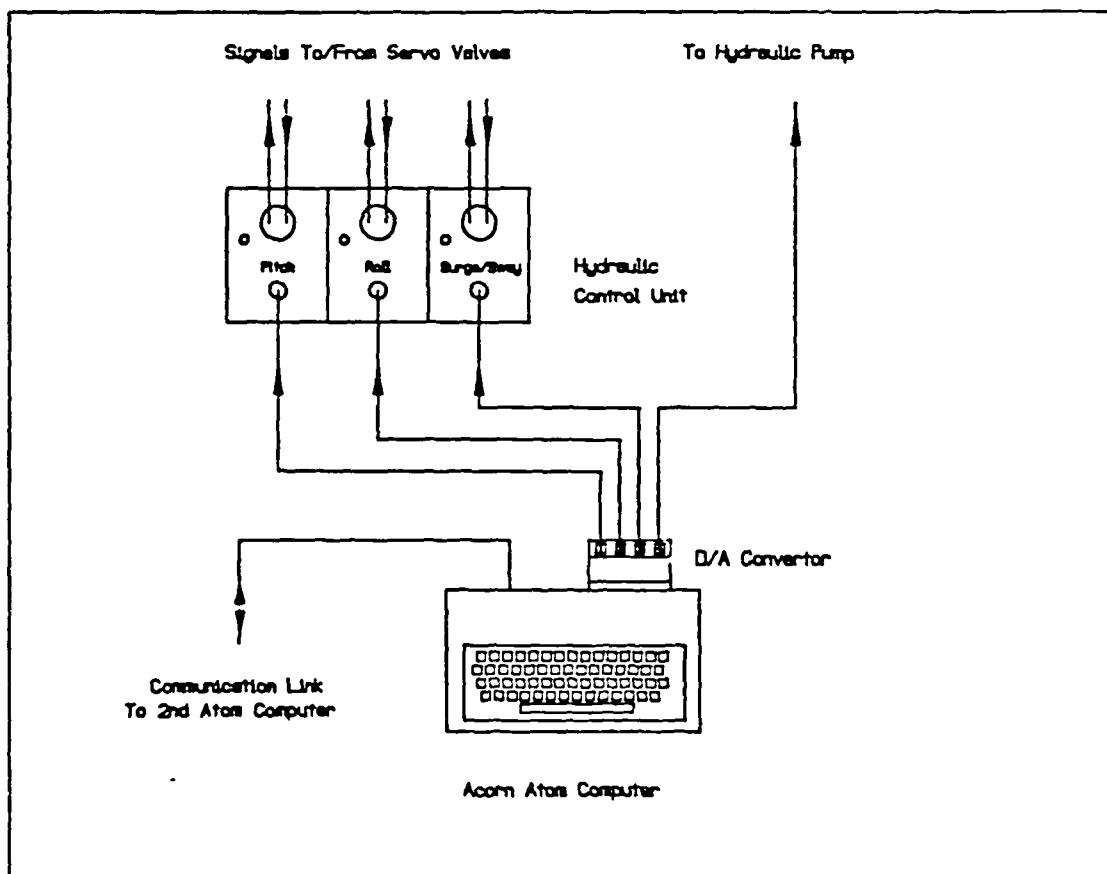 Signals To/From Servo Valves
To Hydraulic Pump
Pitch
Roll
Surge/Sway
Hydraulic
Control Unit
D/A Convertor
Communication Link
To 2nd Atom Computer
Acorn Atom Computer